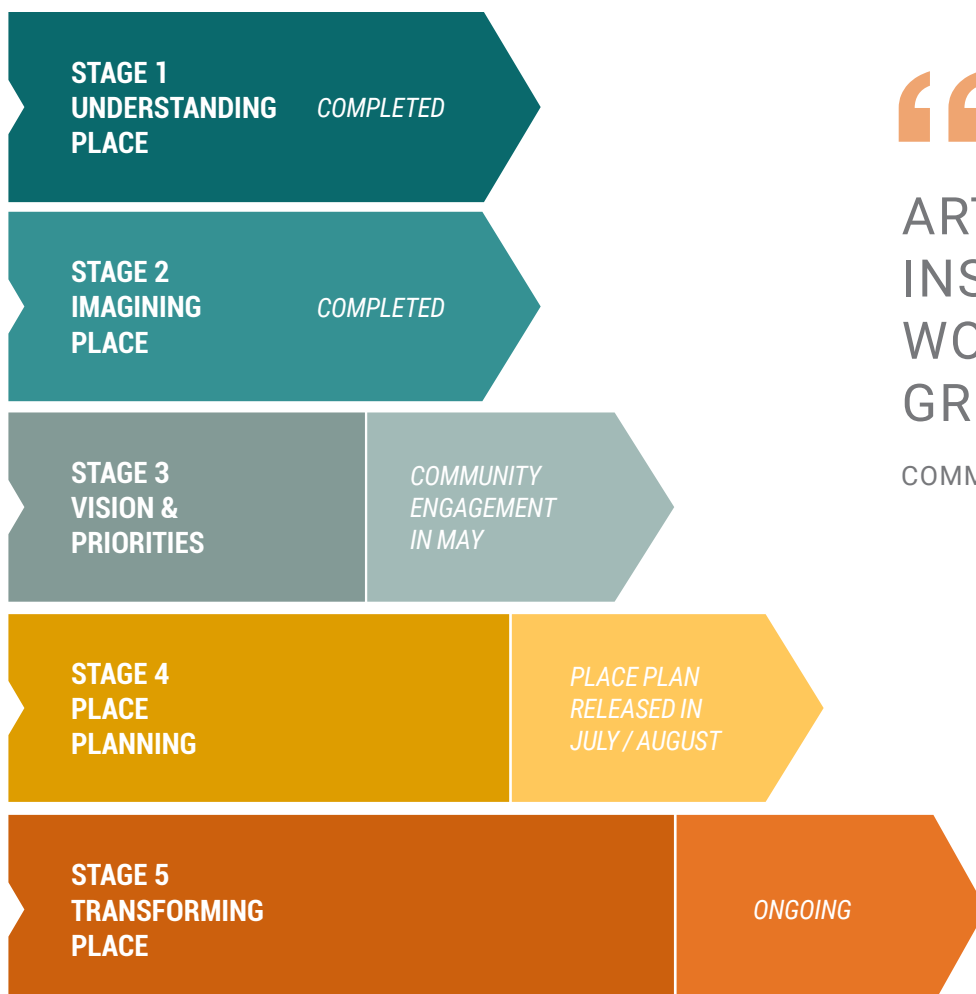 STAGE 1
UNDERSTANDING
PLACE
COMPLETED
STAGE 2
IMAGINING
PLACE
COMPLETED
STAGE 3
VISION &
PRIORITIES
COMMUNITY
ENGAGEMENT
IN MAY
STAGE 4
PLACE
PLANNING
PLACE PLAN
RELEASED IN
JULY / AUGUST
STAGE 5
TRANSFORMING
PLACE
ONGOING
“